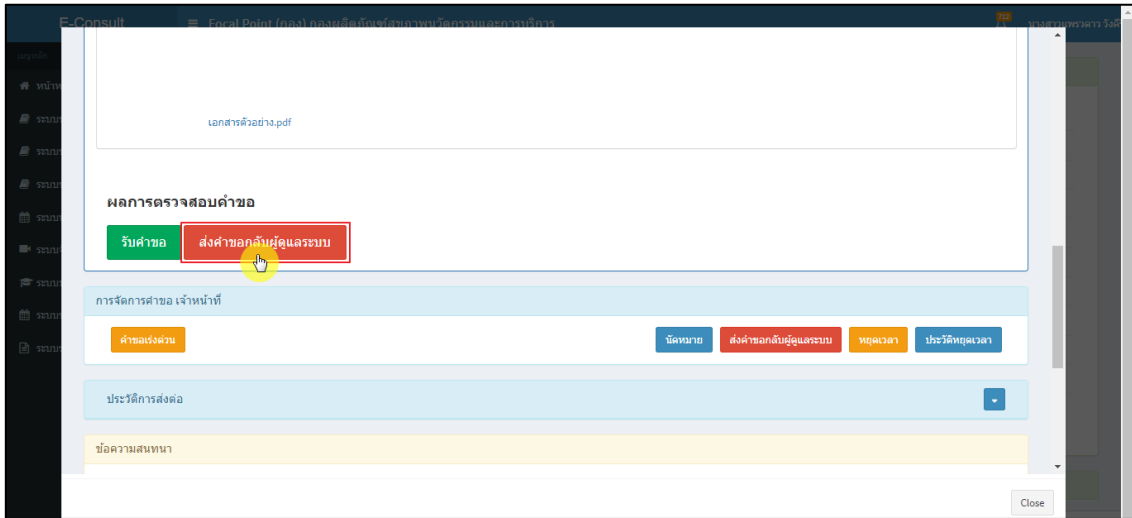 E-Consult
Focal Point (กอง) กองผลิตภัณฑ์สุขภาพนวัตกรรมและการบริการ
712
เมนูหลัก
เอกสารตัวอย่าง.pdf
ผลการตรวจสอบคำขอ
รับคำขอ ส่งคำขอกลับผู้ดูแลระบบ
การจัดการคำขอ เจ้าหน้าที่
คำขอเร่งด่วน นัดหมาย ส่งคำขอกลับผู้ดูแลระบบ หยุดเวลา ประวัติหยุดเวลา
ประวัติการส่งต่อ
ข้อความสนทนา
Close